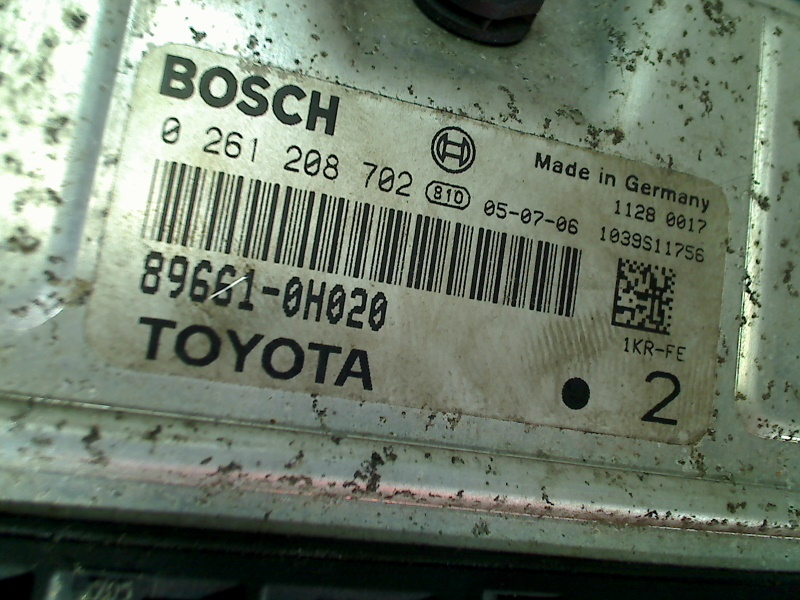 BOSCH
0 261 208 702 810 05-07-06
Made in Germany
1128 0017
1039S11756
89661-0H020
1KR-FE
TOYOTA
2